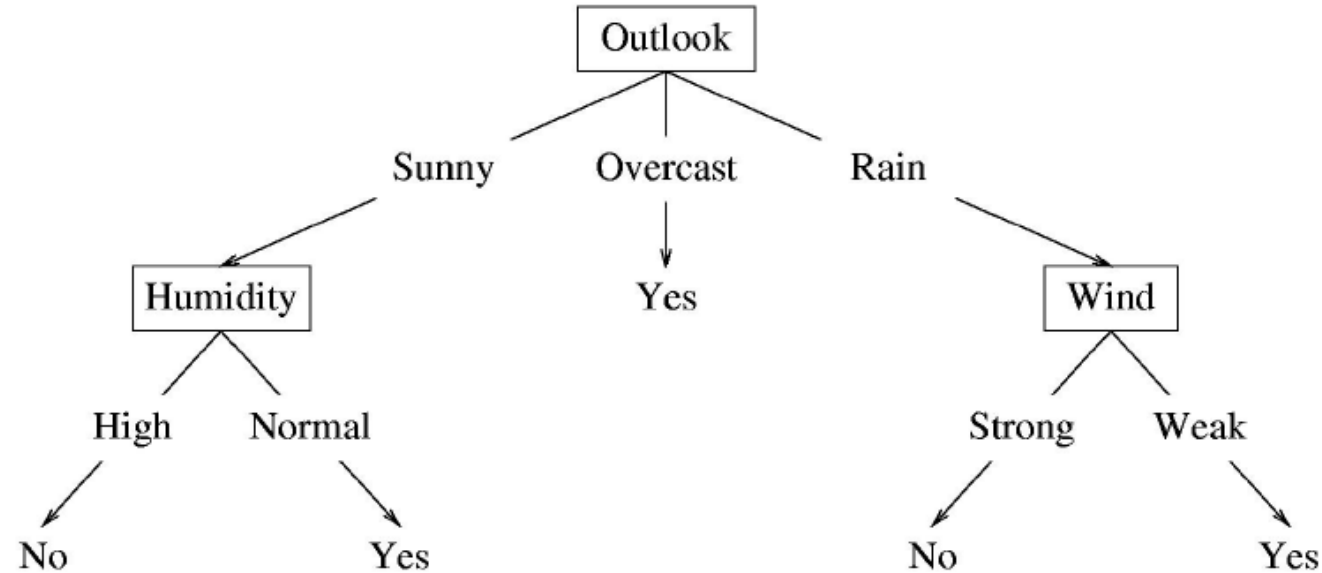 Outlook
Sunny Overcast Rain
Humidity Yes Wind
High Normal Strong Weak
No Yes No Yes